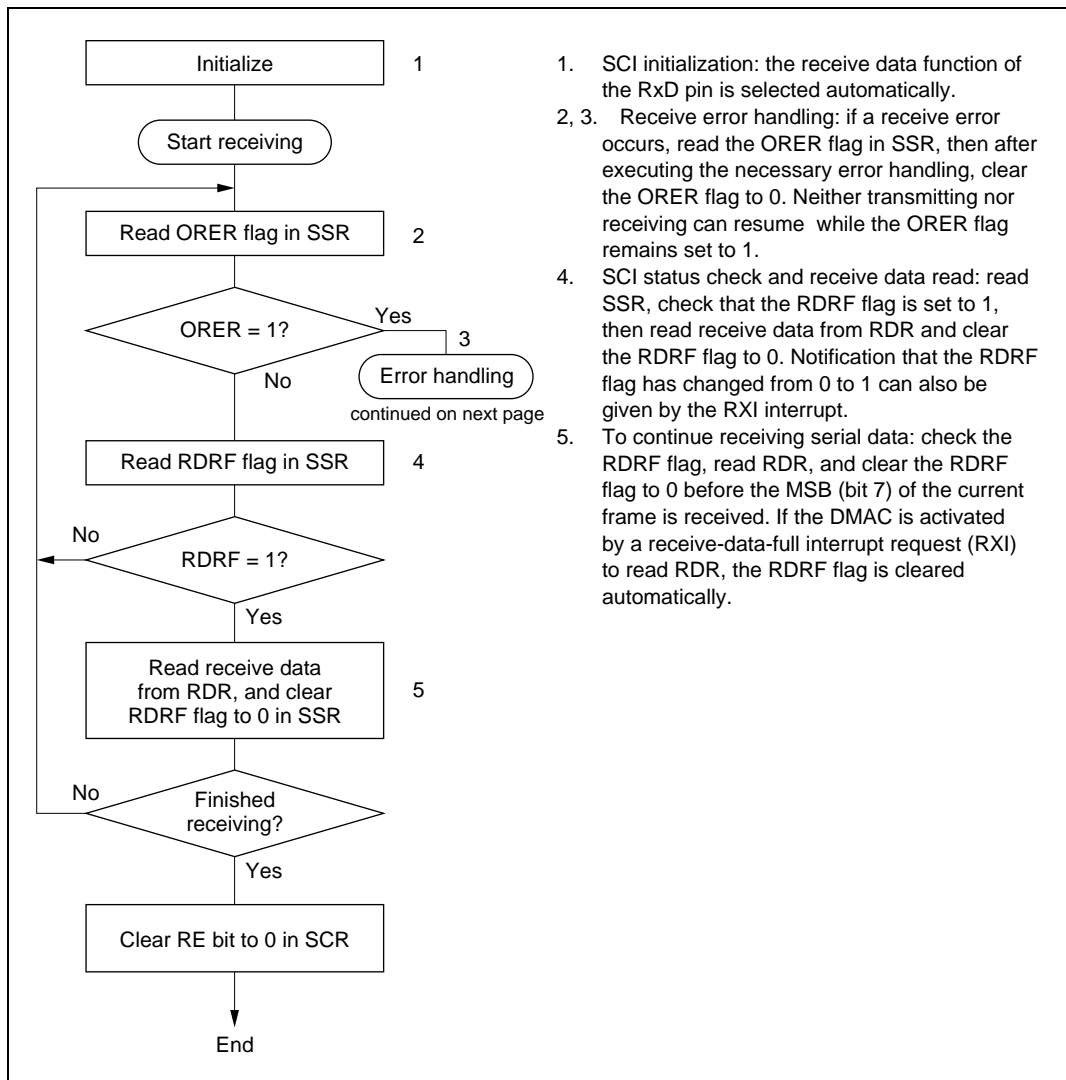 Initialize
1
Start receiving
Read ORER flag in SSR
2
ORER = 1?
Yes
3
Error handling
continued on next page
No
Read RDRF flag in SSR
4
No
RDRF = 1?
Yes
Read receive data
from RDR, and clear
RDRF flag to 0 in SSR
5
No
Finished
receiving?
Yes
Clear RE bit to 0 in SCR
End
1. SCI initialization: the receive data function of
the RxD pin is selected automatically.
2, 3. Receive error handling: if a receive error
occurs, read the ORER flag in SSR, then after
executing the necessary error handling, clear
the ORER flag to 0. Neither transmitting nor
receiving can resume while the ORER flag
remains set to 1.
4. SCI status check and receive data read: read
SSR, check that the RDRF flag is set to 1,
then read receive data from RDR and clear
the RDRF flag to 0. Notification that the RDRF
flag has changed from 0 to 1 can also be
given by the RXI interrupt.
5. To continue receiving serial data: check the
RDRF flag, read RDR, and clear the RDRF
flag to 0 before the MSB (bit 7) of the current
frame is received. If the DMAC is activated
by a receive-data-full interrupt request (RXI)
to read RDR, the RDRF flag is cleared
automatically.